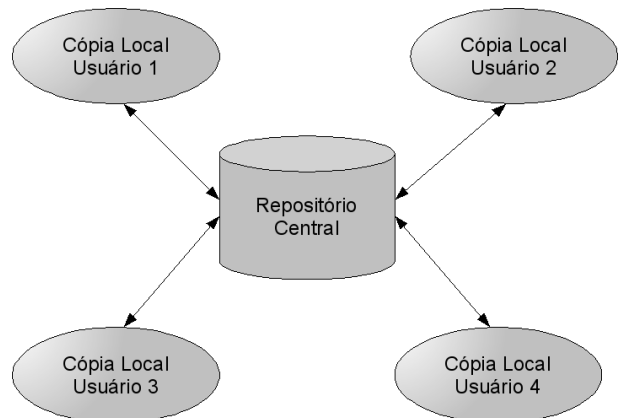 Cópia Local
Usuário 1
Cópia Local
Usuário 2
Repositório
Central
Cópia Local
Usuário 3
Cópia Local
Usuário 4